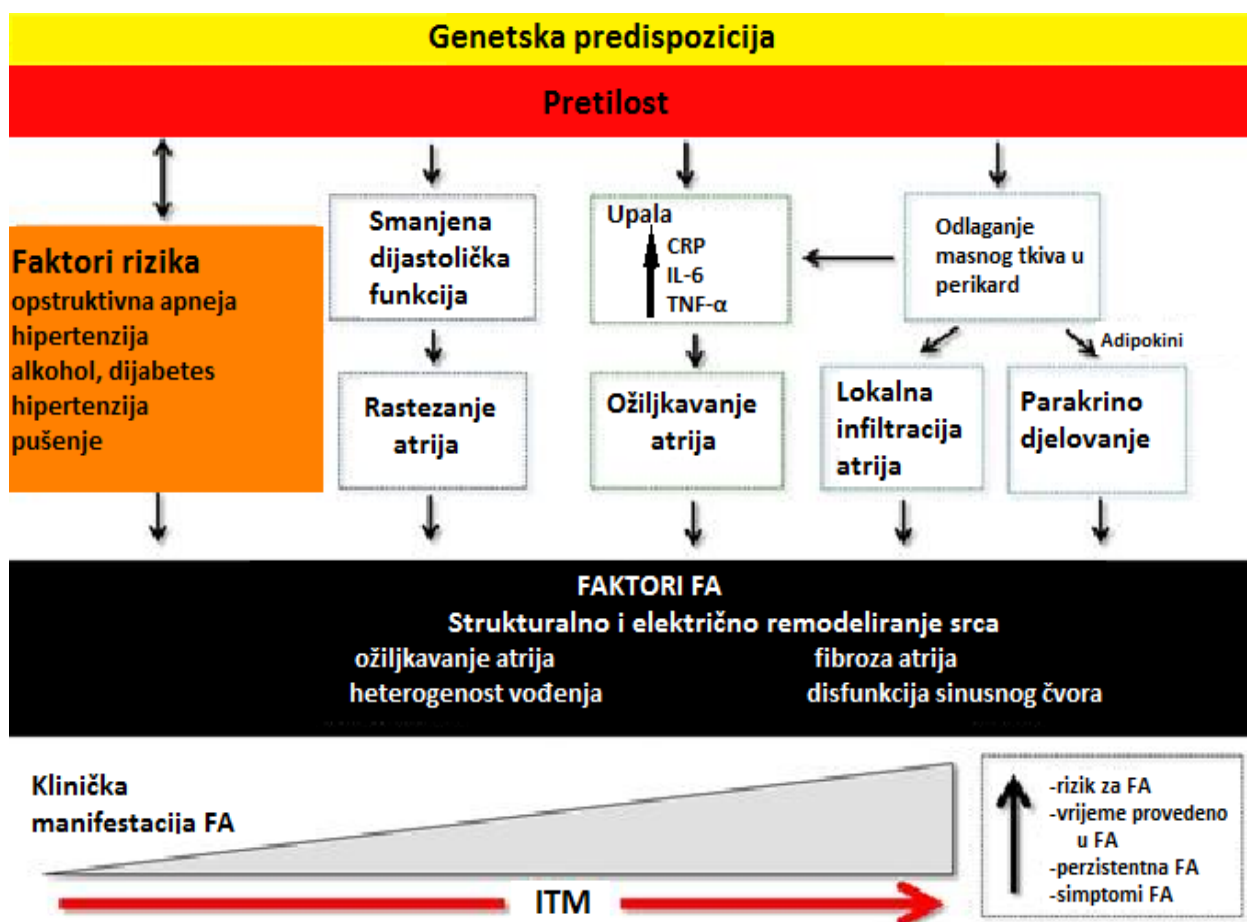 Genetska predispozicija
Pretilost
Faktori rizika
opstruktivna apneja
hipertenzija
alkohol, dijabetes
hipertenzija
pušenje
Smanjena
dijastolička
funkcija
Rastezanje
atrija
Upala
CRP
IL-6
TNF-α
Ožiljkavanje
atrija
Odlaganje
masnog tkiva u
perikard
Adipokini
Lokalna
infiltracija
atrija
Parakrino
djelovanje
FAKTORI FA
Strukturalno i električno remodeliranje srca
ožiljkavanje atrija
fibroza atrija
heterogenost vođenja
disfunkcija sinusnog čvora
Klinička
manifestacija FA
ITM
-rizik za FA
-vrijeme provedeno
u FA
-perzistentna FA
-simptomi FA